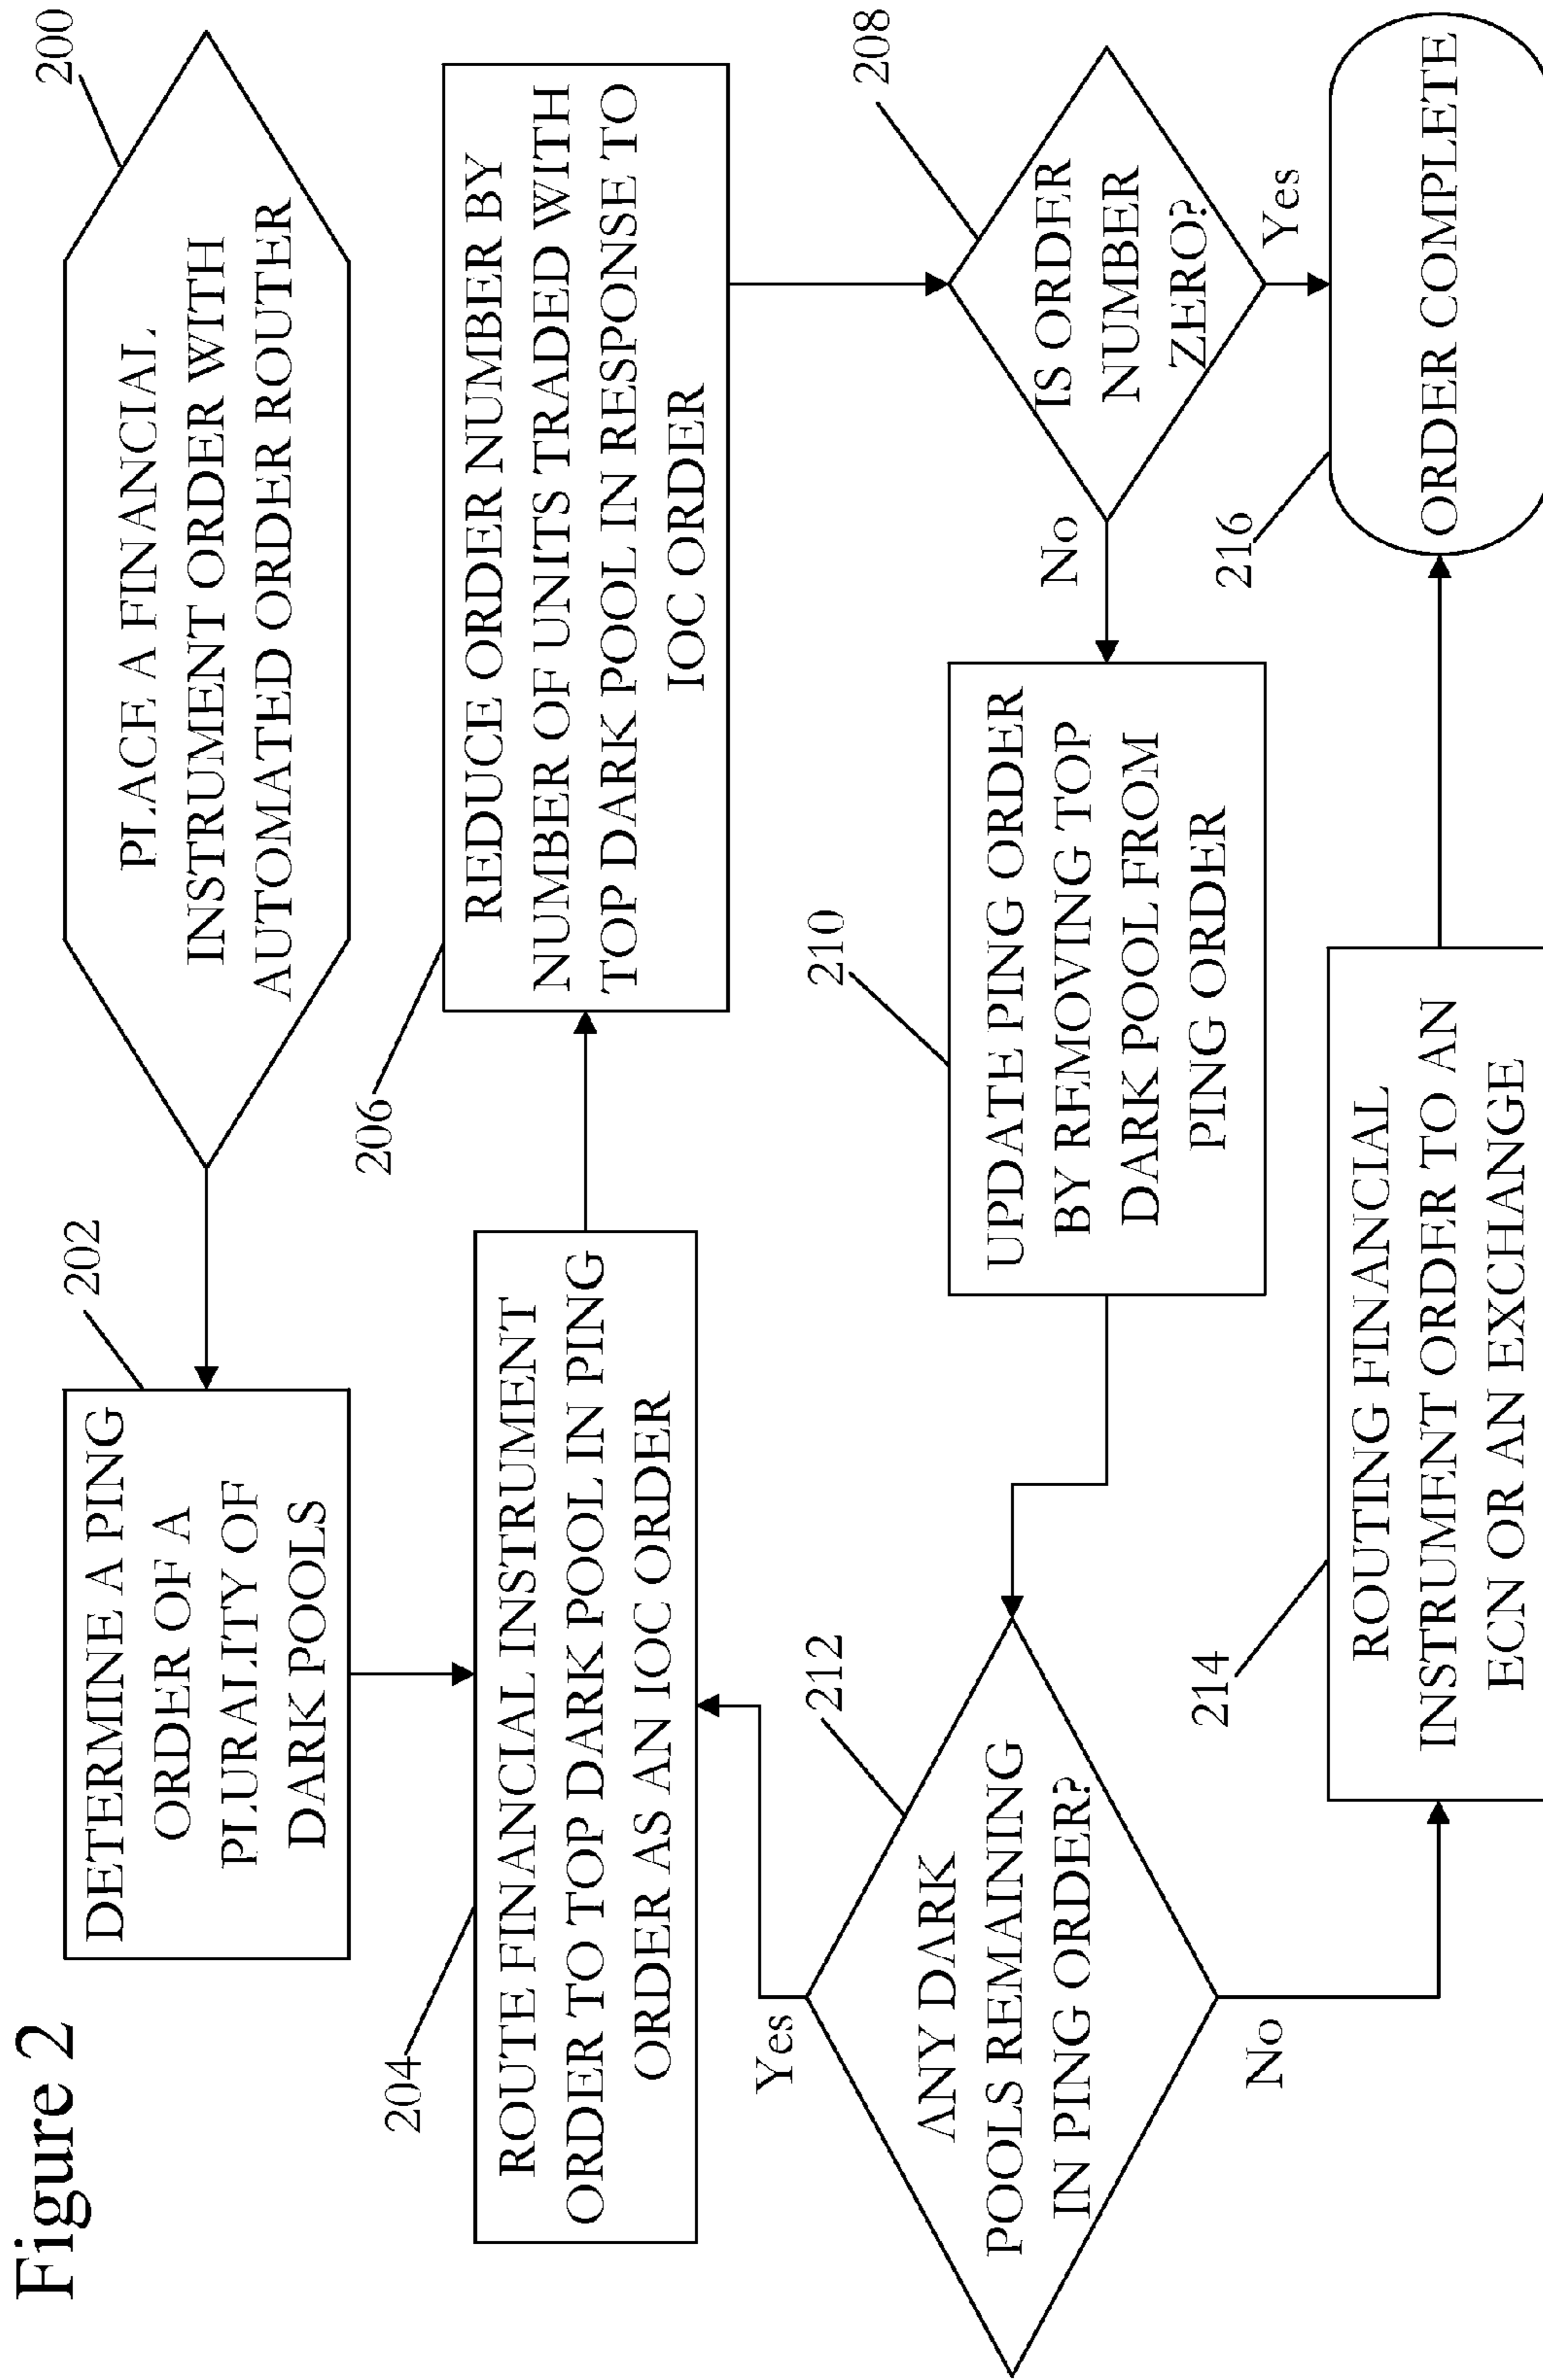 Figure 2
200
PLACE A FINANCIAL
INSTRUMENT ORDER WITH
AUTOMATED ORDER ROUTER
202
DETERMINE A PING
ORDER OF A
PLURALITY OF
DARK POOLS
204
ROUTE FINANCIAL INSTRUMENT
ORDER TO TOP DARK POOL IN PING
ORDER AS AN IOC ORDER
206
REDUCE ORDER NUMBER BY
NUMBER OF UNITS TRADED WITH
TOP DARK POOL IN RESPONSE TO
IOC ORDER
208
IS ORDER
NUMBER
ZERO?
No
Yes
210
UPDATE PING ORDER
BY REMOVING TOP
DARK POOL FROM
PING ORDER
212
ANY DARK
POOLS REMAINING
IN PING ORDER?
Yes
No
214
ROUTING FINANCIAL
INSTRUMENT ORDER TO AN
ECN OR AN EXCHANGE
216
ORDER COMPLETE